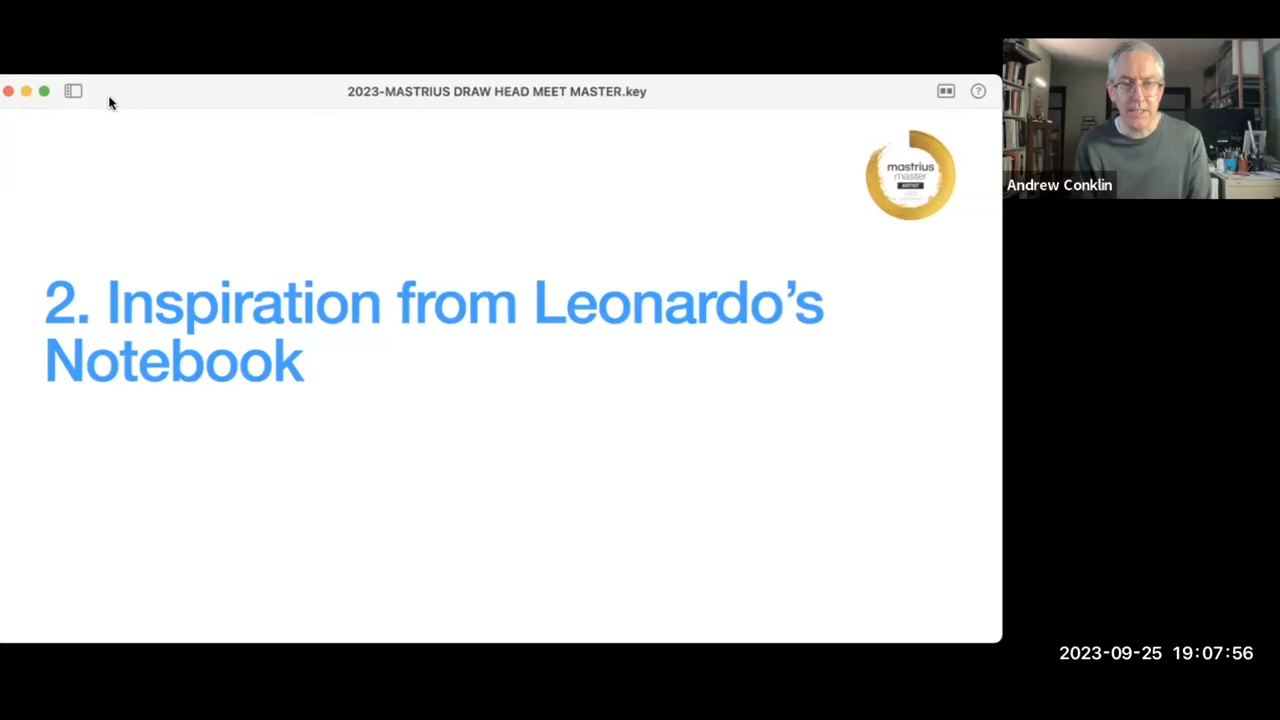 2023-MASTRIUS DRAW HEAD MEET MASTER.key
mastrius
master
ARTIST
Andrew Conklin
2. Inspiration from Leonardo’s
Notebook
2023-09-25 19:07:56